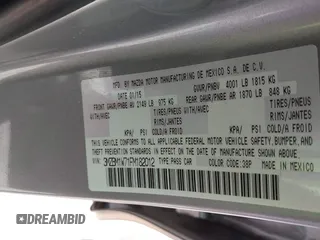 MFD. BY MAZDA MOTOR MANUFACTURING DE MEXICO S.A. DE C.V.
DATE 01/15 GVWR/PNBV 4001 LB 1815 KG
GAWR FRONT/PNBE AV 2149 LB 975 KG REAR GAWR/PNBE AR 1870 LB 848 KG
WITH/AVEC TIRES/PNEUS WITH/AVEC TIRES/PNEUS
RIMS/JANTES RIMS/JANTES
KPA/ PSI COLD/A FROID KPA/ PSI COLD/A FROID
THIS VEHICLE CONFORMS TO ALL APPLICABLE FEDERAL MOTOR VEHICLE SAFETY, BUMPER, AND
THEFT PREVENTION STANDARDS IN EFFECT ON THE DATE OF MANUFACTURE SHOWN ABOVE.
TYPE PASS CAR
COLOR: 39P MADE IN MEXICO
DRIVEN BY DEALERS